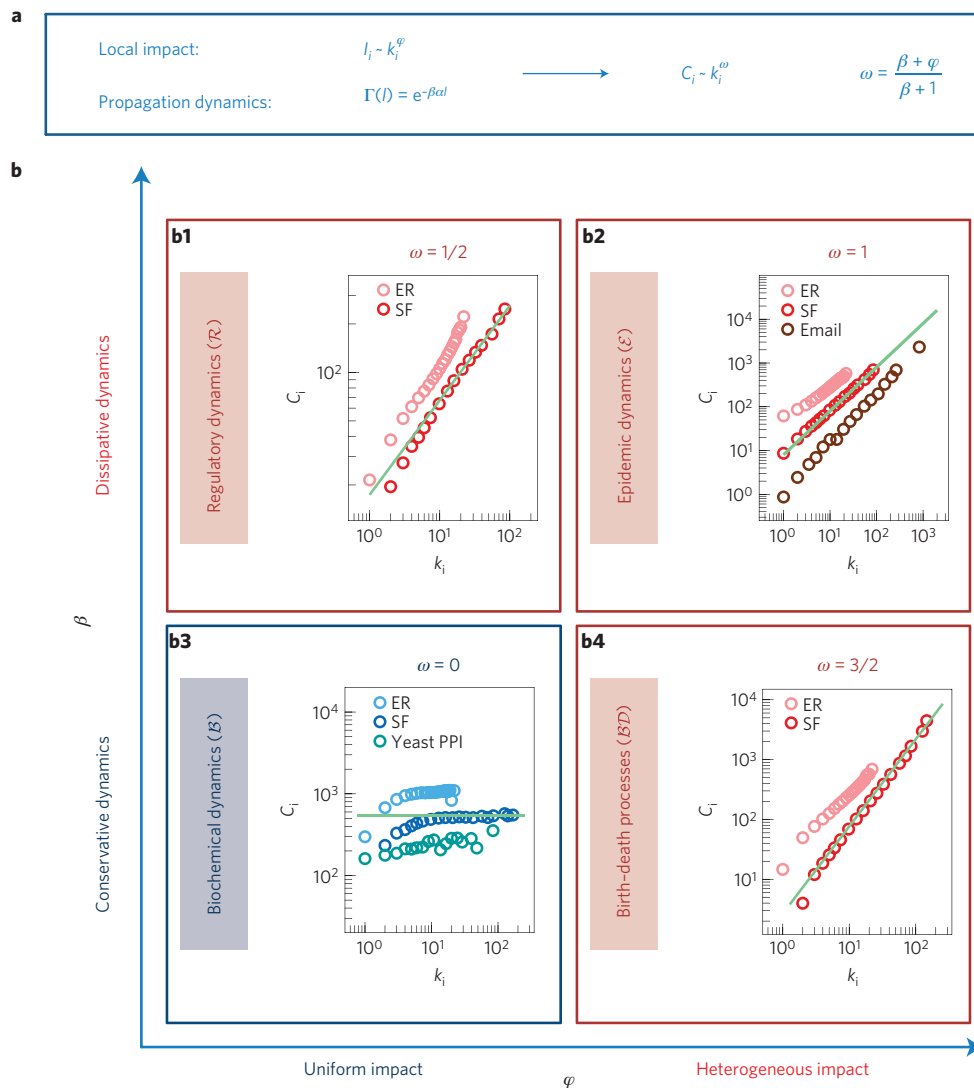 a
Local impact: I_i ~ k_i^φ
Propagation dynamics: Γ(l) = e^{-βαl}
C_i ~ k_i^ω
ω = (β + φ) / (β + 1)
b
Dissipative dynamics
Conservative dynamics
β
b1
ω = 1/2
Regulatory dynamics (ℛ)
ER
SF
C_i
10^2
10^0 10^1 10^2
k_i
b2
ω = 1
Epidemic dynamics (ℰ)
ER
SF
Email
C_i
10^4
10^3
10^2
10^1
10^0
10^0 10^1 10^2 10^3
k_i
b3
ω = 0
Biochemical dynamics (ℬ)
ER
SF
Yeast PPI
C_i
10^4
10^3
10^2
10^0 10^1 10^2
k_i
b4
ω = 3/2
Birth–death processes (ℬ𝒟)
ER
SF
C_i
10^4
10^3
10^2
10^1
10^0 10^1 10^2
k_i
Uniform impact
φ
Heterogeneous impact